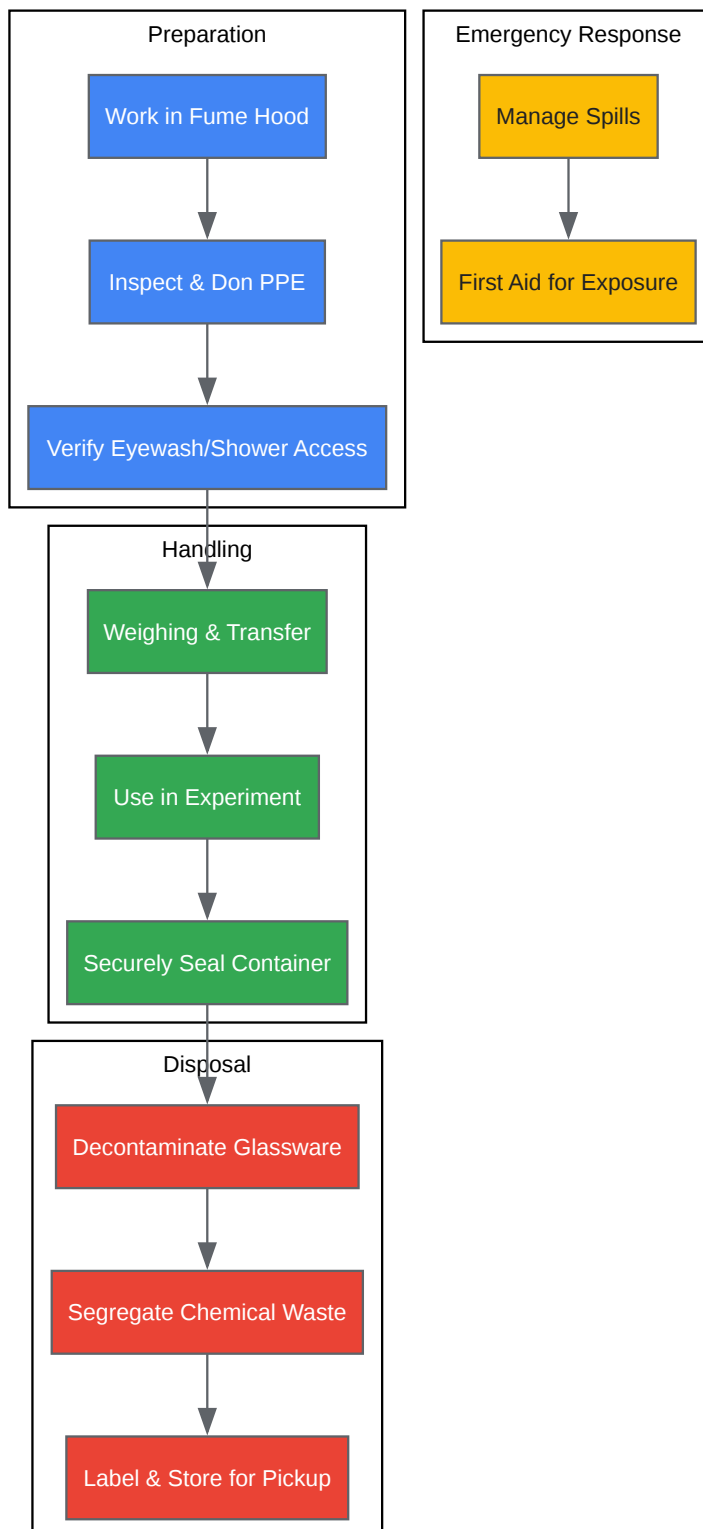 Preparation
Work in Fume Hood
Inspect & Don PPE
Verify Eyewash/Shower Access
Emergency Response
Manage Spills
First Aid for Exposure
Handling
Weighing & Transfer
Use in Experiment
Securely Seal Container
Disposal
Decontaminate Glassware
Segregate Chemical Waste
Label & Store for Pickup